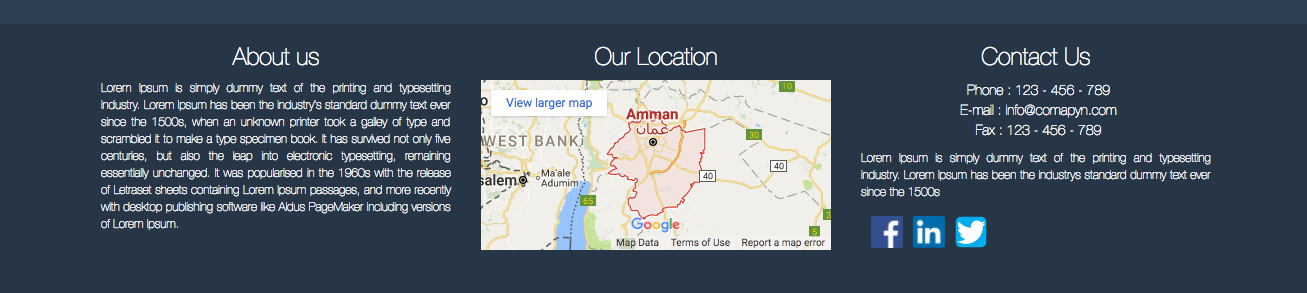 About us
Lorem Ipsum is simply dummy text of the printing and typesetting
industry. Lorem Ipsum has been the industry's standard dummy text ever
since the 1500s, when an unknown printer took a galley of type and
scrambled it to make a type specimen book. It has survived not only five
centuries, but also the leap into electronic typesetting, remaining
essentially unchanged. It was popularised in the 1960s with the release
of Letraset sheets containing Lorem Ipsum passages, and more recently
with desktop publishing software like Aldus PageMaker including versions
of Lorem Ipsum.
Our Location
View larger map
10
Amman
عمان
30
WEST BANK
40
Ma'ale
Adumim
salem
40
65
Google
5
Map Data
Terms of Use
Report a map error
Contact Us
Phone : 123 - 456 - 789
E-mail : info@comapyn.com
Fax : 123 - 456 - 789
Lorem Ipsum is simply dummy text of the printing and typesetting
industry. Lorem Ipsum has been the industrys standard dummy text ever
since the 1500s
f
in